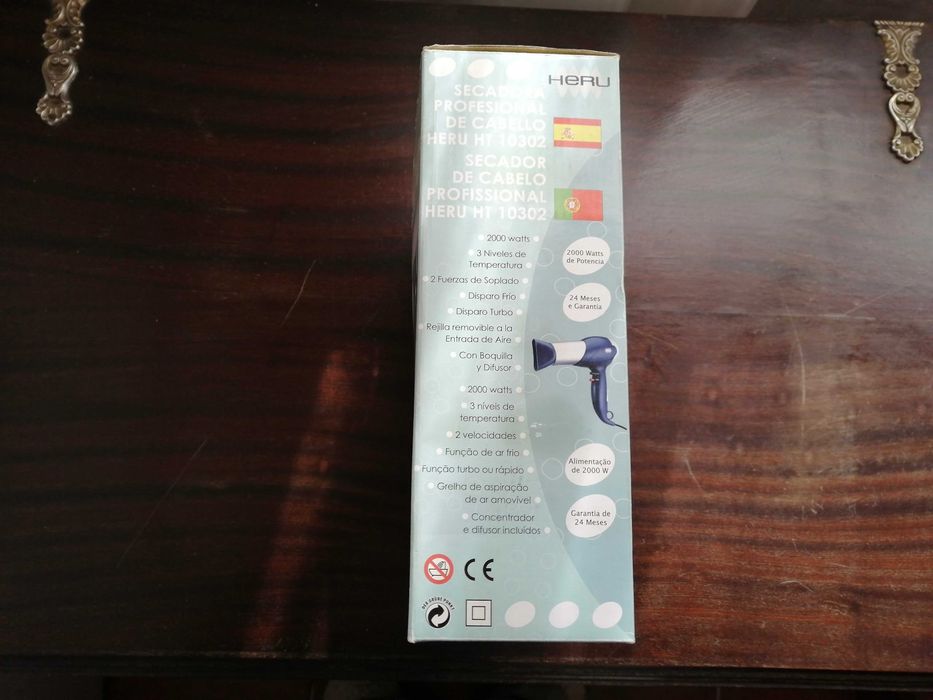 HERU
SECADORA
PROFESIONAL
DE CABELLO
HERU HT 10302
SECADOR
DE CABELO
PROFISSIONAL
HERU HT 10302
2000 watts
3 Niveles de
Temperatura
2 Fuerzas de Soplado
Disparo Frio
Disparo Turbo
Rejilla removible a la
Entrada de Aire
Con Boquilla
y Difusor
2000 Watts
de Potencia
24 Meses
e Garantia
2000 watts
3 níveis de
temperatura
2 velocidades
Função de ar frio
Função turbo ou rápido
Grelha de aspiração
de ar amovível
Concentrador
e difusor incluídos
Alimentação
de 2000 W
Garantia de
24 Meses
CE
DER GRÜNE PUNKT